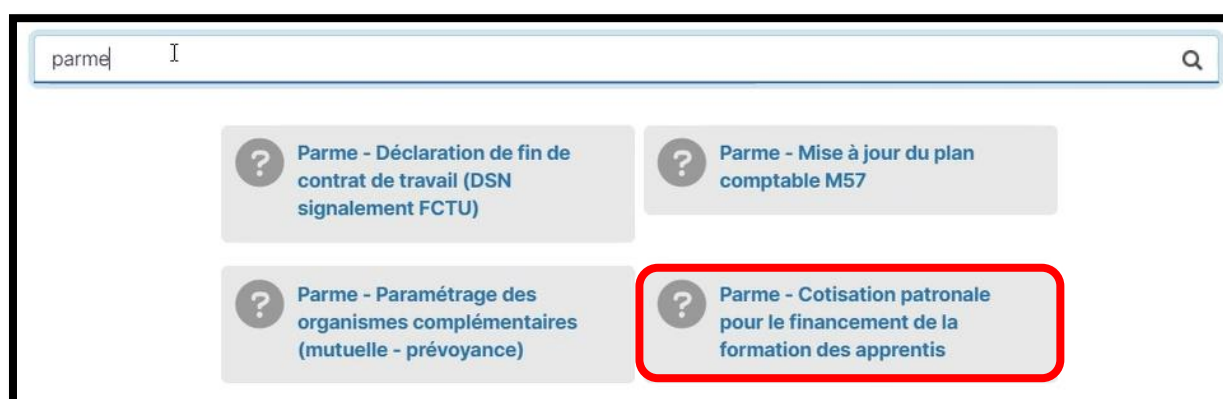 parme
Parme - Déclaration de fin de
contrat de travail (DSN
signalement FCTU)
Parme - Mise à jour du plan
comptable M57
Parme - Paramétrage des
organismes complémentaires
(mutuelle - prévoyance)
Parme - Cotisation patronale
pour le financement de la
formation des apprentis